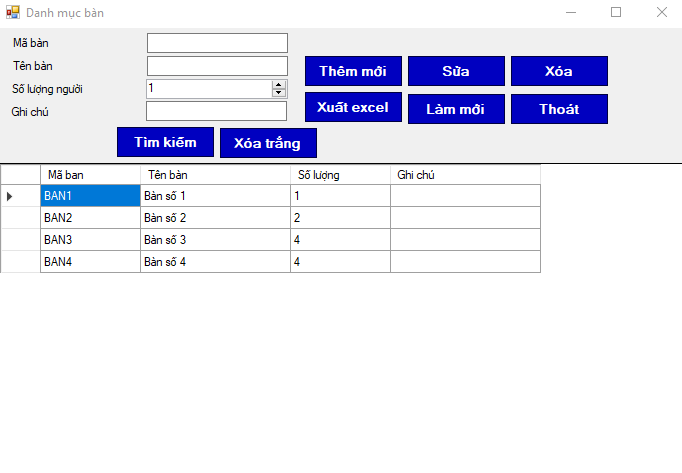 Danh mục bàn
Mã bàn
Tên bàn
Số lượng người 1
Ghi chú
Thêm mới Sửa Xóa
Xuất excel Làm mới Thoát
Tìm kiếm Xóa trắng
Mã ban Tên bàn Số lượng Ghi chú
BAN1 Bàn số 1 1
BAN2 Bàn số 2 2
BAN3 Bàn số 3 4
BAN4 Bàn số 4 4